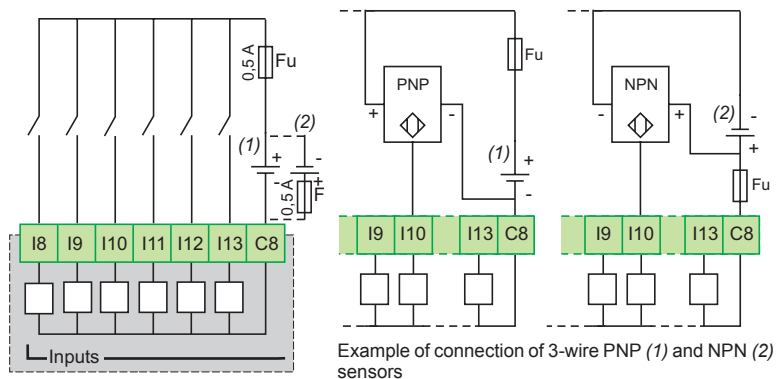 0,5 A
Fu
(1)
(2)
+
-
-
+
0,5 A
F
I8 I9 I10 I11 I12 I13 C8
Inputs
PNP
+
-
Fu
(1)
+
-
I9 I10 I13 C8
NPN
-
+
(2)
-
+
Fu
I9 I10 I13 C8
Example of connection of 3-wire PNP (1) and NPN (2)
sensors